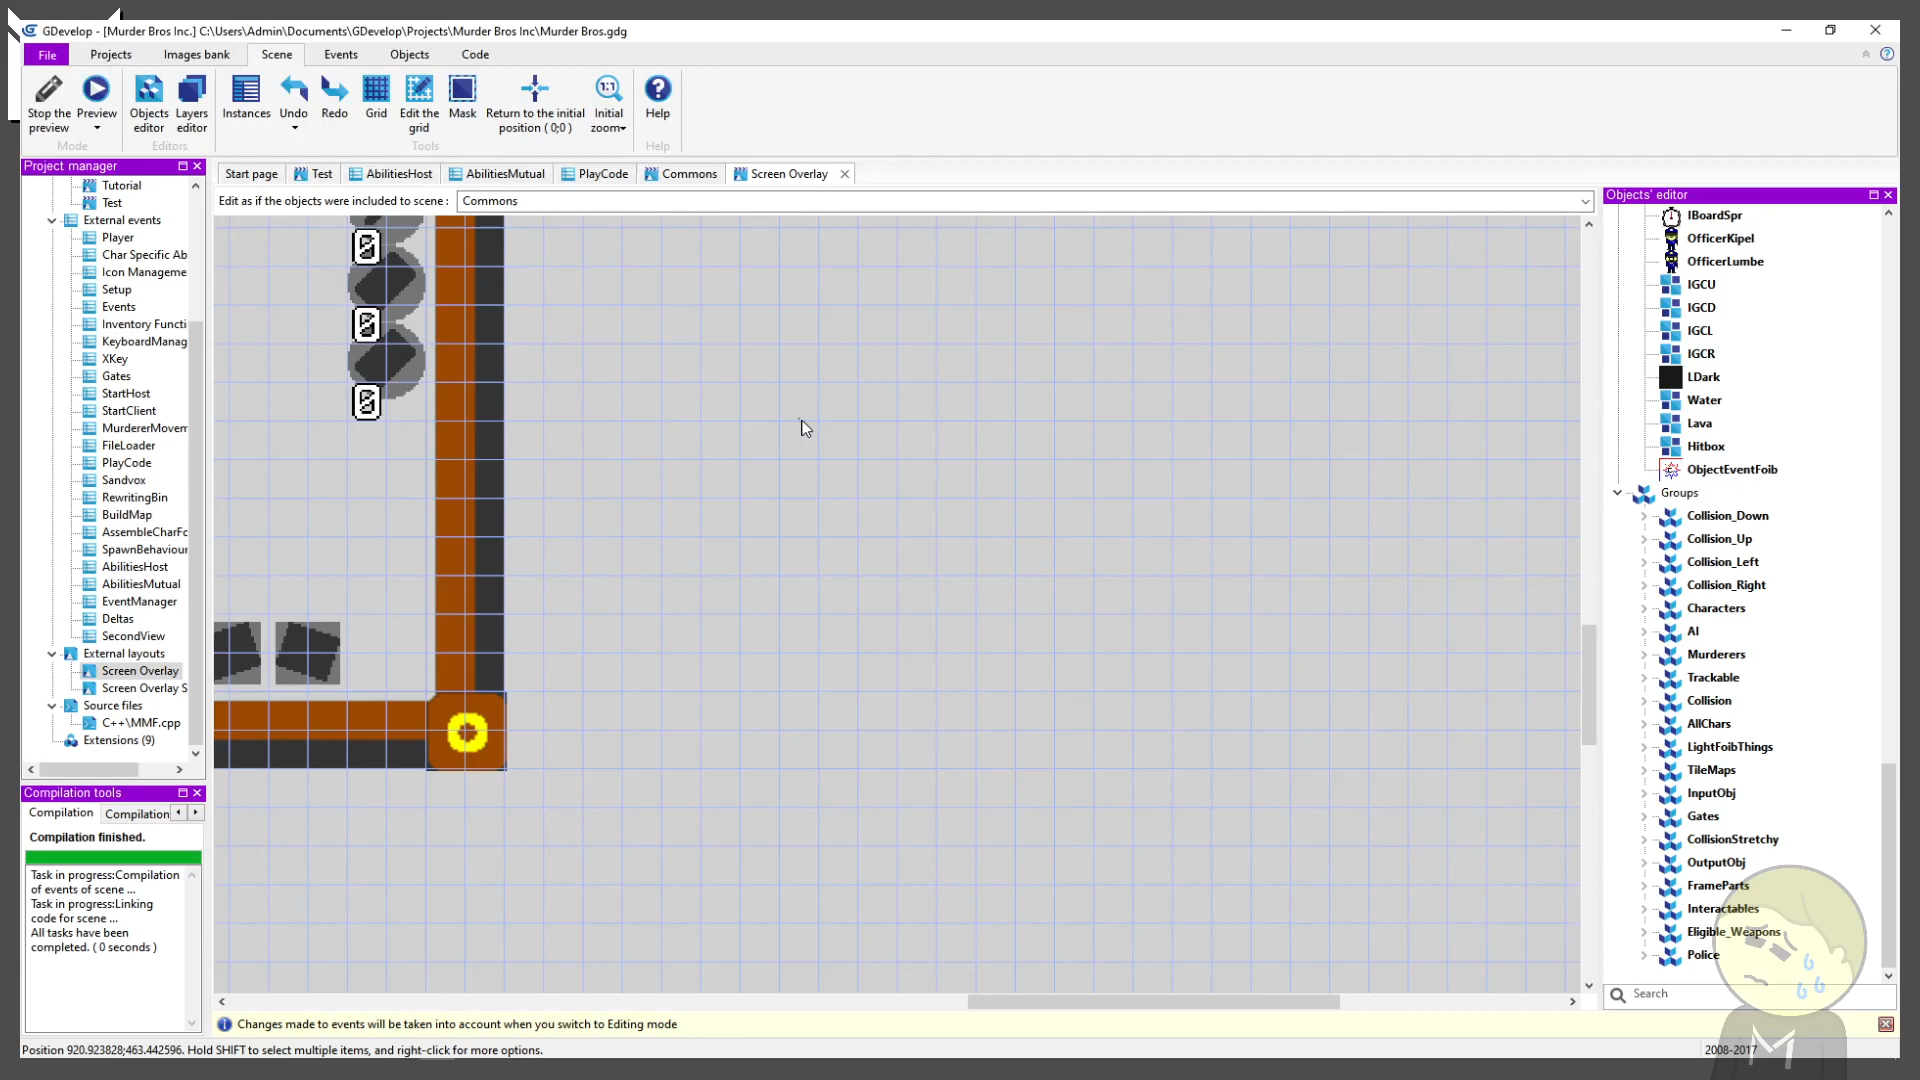 GDevelop - [Murder Bros Inc.] C:\Users\Admin\Documents\GDevelop\Projects\Murder Bros Inc\Murder Bros.gdg
File Projects Images bank Scene Events Objects Code
Stop the preview
Preview
Objects editor
Layers editor
Instances
Undo
Redo
Grid
Edit the grid
Mask
Return to the initial position ( 0;0 )
1:1
Initial zoom
Help
Mode
Editors
Tools
Help
Project manager
Tutorial
Test
External events
Player
Char Specific Ab
Icon Manageme
Setup
Events
Inventory Functi
KeyboardManag
XKey
Gates
StartHost
StartClient
MurdererMovem
FileLoader
PlayCode
Sandvox
RewritingBin
BuildMap
AssembleCharFo
SpawnBehaviour
AbilitiesHost
AbilitiesMutual
EventManager
Deltas
SecondView
External layouts
Screen Overlay
Screen Overlay S
Source files
C++\MMF.cpp
Extensions (9)
Compilation tools
Compilation Compilation
Compilation finished.
Task in progress:Compilation
of events of scene ...
Task in progress:Linking
code for scene ...
All tasks have been
completed. ( 0 seconds )
Start page Test AbilitiesHost AbilitiesMutual PlayCode Commons Screen Overlay
Edit as if the objects were included to scene : Commons
Objects' editor
IBoardSpr
OfficerKipel
OfficerLumbe
IGCU
IGCD
IGCL
IGCR
LDark
Water
Lava
Hitbox
ObjectEventFoib
Groups
Collision_Down
Collision_Up
Collision_Left
Collision_Right
Characters
AI
Murderers
Trackable
Collision
AllChars
LightFoibThings
TileMaps
InputObj
Gates
CollisionStretchy
OutputObj
FrameParts
Interactables
Eligible_Weapons
Police
Search
Changes made to events will be taken into account when you switch to Editing mode
Position 920.923828;463.442596. Hold SHIFT to select multiple items, and right-click for more options.
2008-2017